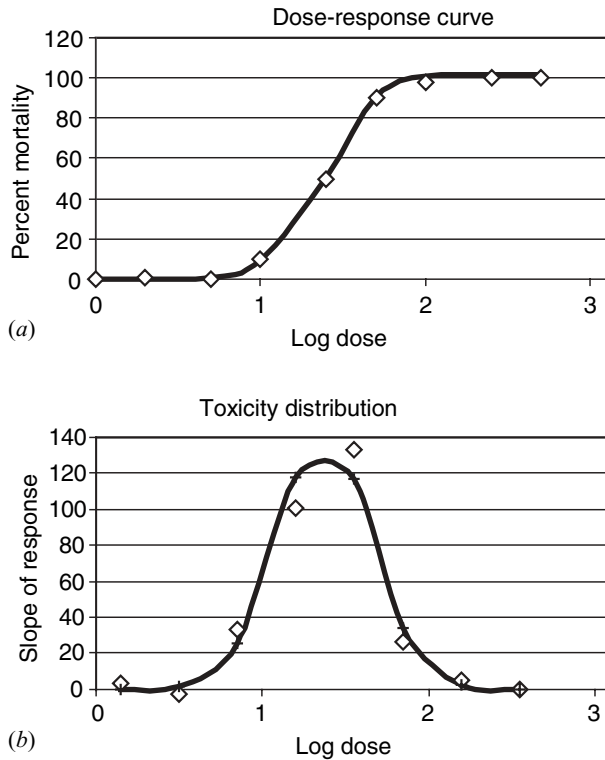 Dose-response curve
120
100
80
60
40
20
0
Percent mortality
0 1 2 3
Log dose
(a)
Toxicity distribution
140
120
100
80
60
40
20
0
Slope of response
0 1 2 3
Log dose
(b)